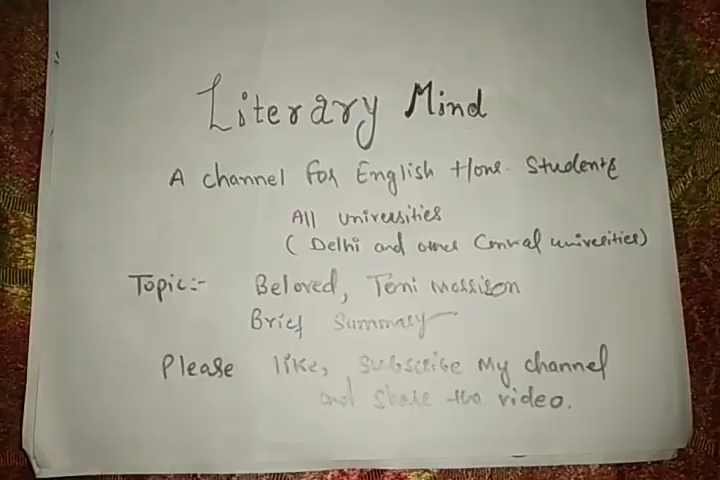 Literary Mind
A channel for English Hons. Students
All universities
( Delhi and other Central univesities)
Topic:- Beloved, Toni Morrison
Brief Summary
Please like, subscribe My channel
and share the video.